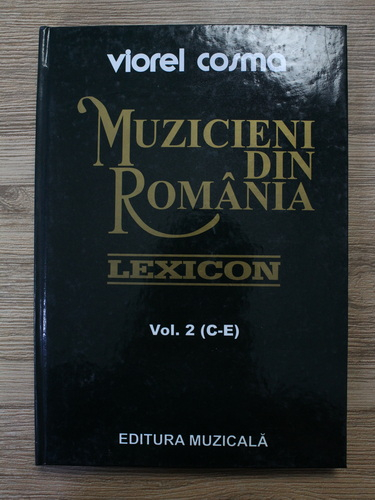 viorel cosma
MUZICIENI
DIN
ROMÂNIA
LEXICON
Vol. 2 (C-E)
EDITURA MUZICALĂ